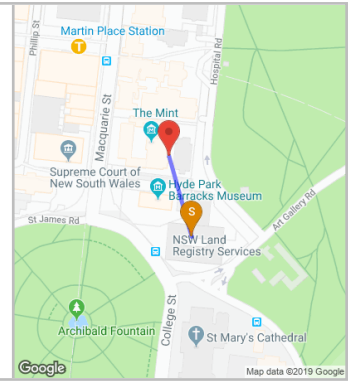 Phillip St
Martin Place Station
T
Hospital Rd
Macquarie St
The Mint
Supreme Court of
New South Wales
Hyde Park
Barracks Museum
S
St James Rd
Art Gallery Rd
NSW Land
Registry Services
College St
Archibald Fountain
St Mary's Cathedral
Google
Map data ©2019 Google